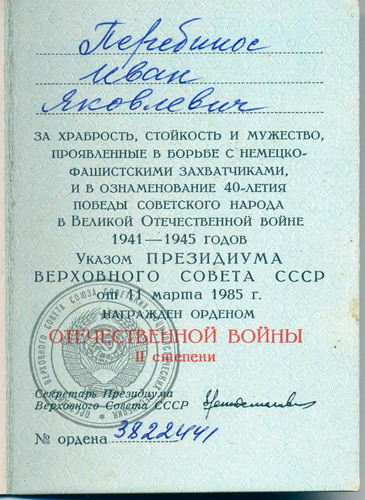 Перебинос
Иван
Яковлевич
ЗА ХРАБРОСТЬ, СТОЙКОСТЬ И МУЖЕСТВО,
ПРОЯВЛЕННЫЕ В БОРЬБЕ С НЕМЕЦКО-
ФАШИСТСКИМИ ЗАХВАТЧИКАМИ,
И В ОЗНАМЕНОВАНИЕ 40-ЛЕТИЯ
ПОБЕДЫ СОВЕТСКОГО НАРОДА
В ВЕЛИКОЙ ОТЕЧЕСТВЕННОЙ ВОЙНЕ
1941—1945 ГОДОВ
УКАЗОМ ПРЕЗИДИУМА
ВЕРХОВНОГО СОВЕТА СССР
от 11 марта 1985 г.
НАГРАЖДЕН ОРДЕНОМ
ОТЕЧЕСТВЕННОЙ ВОЙНЫ
II степени
Секретарь Президиума
Верховного Совета СССР
№ ордена 3822441